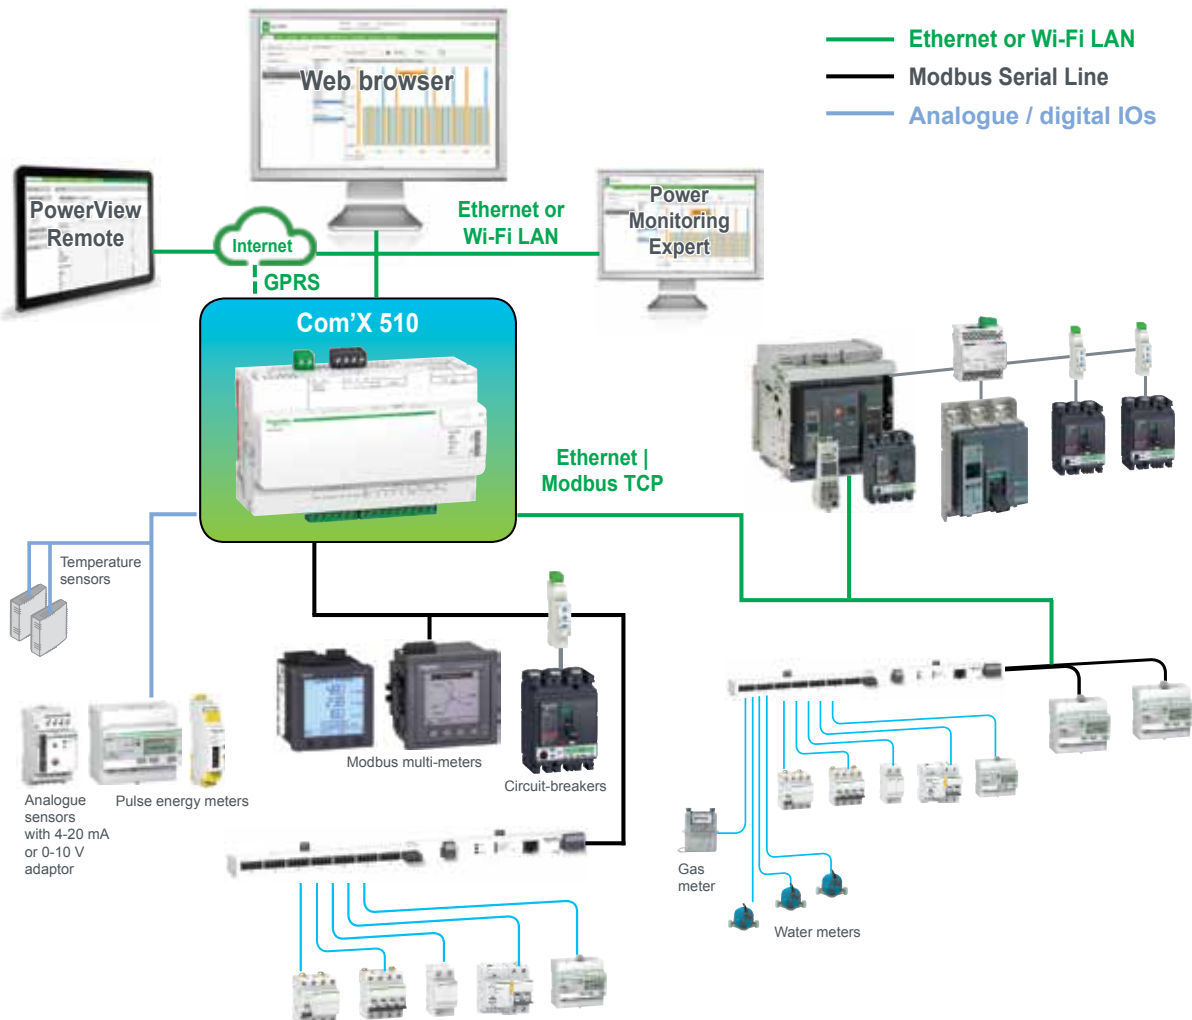 Ethernet or Wi-Fi LAN
Modbus Serial Line
Analogue / digital IOs
Web browser
PowerView
Remote
Internet
GPRS
Ethernet or
Wi-Fi LAN
Power
Monitoring
Expert
Com’X 510
Ethernet |
Modbus TCP
Temperature
sensors
Modbus multi-meters
Circuit-breakers
Analogue
sensors
with 4-20 mA
or 0-10 V
adaptor
Pulse energy meters
Gas
meter
Water meters